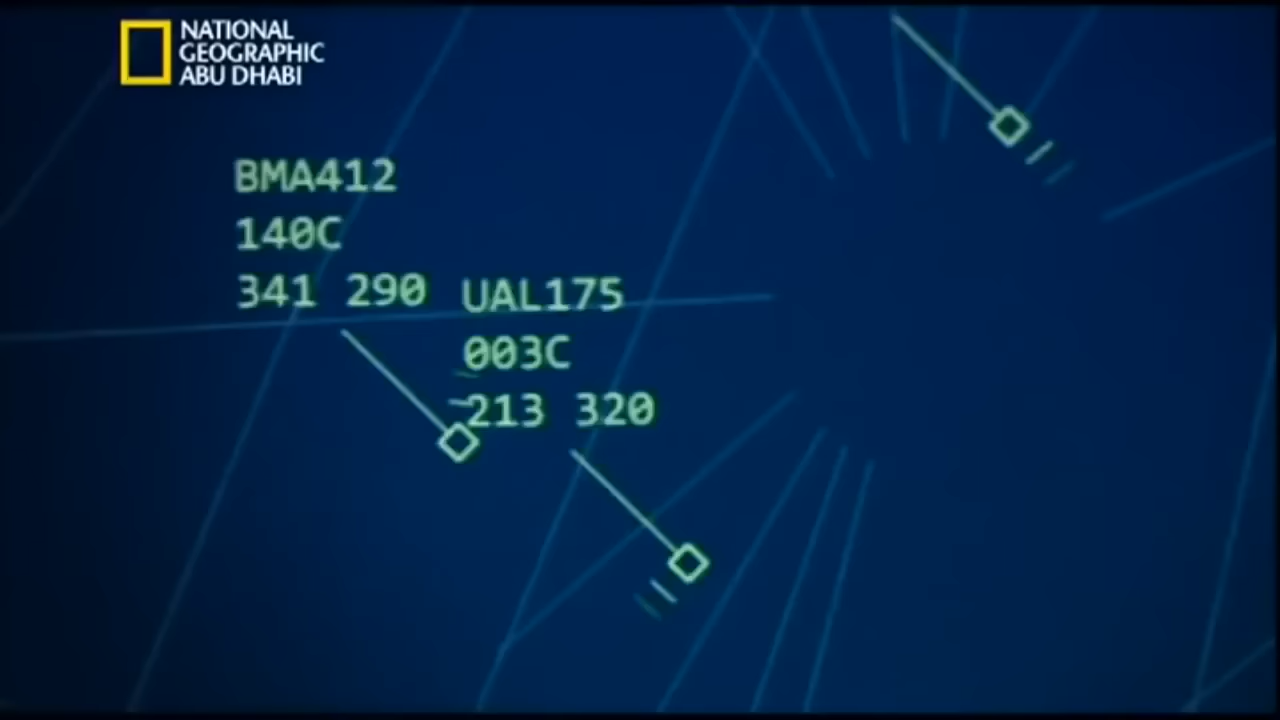 NATIONAL
GEOGRAPHIC
ABU DHABI
BMA412
140C
341 290
UAL175
003C
213 320